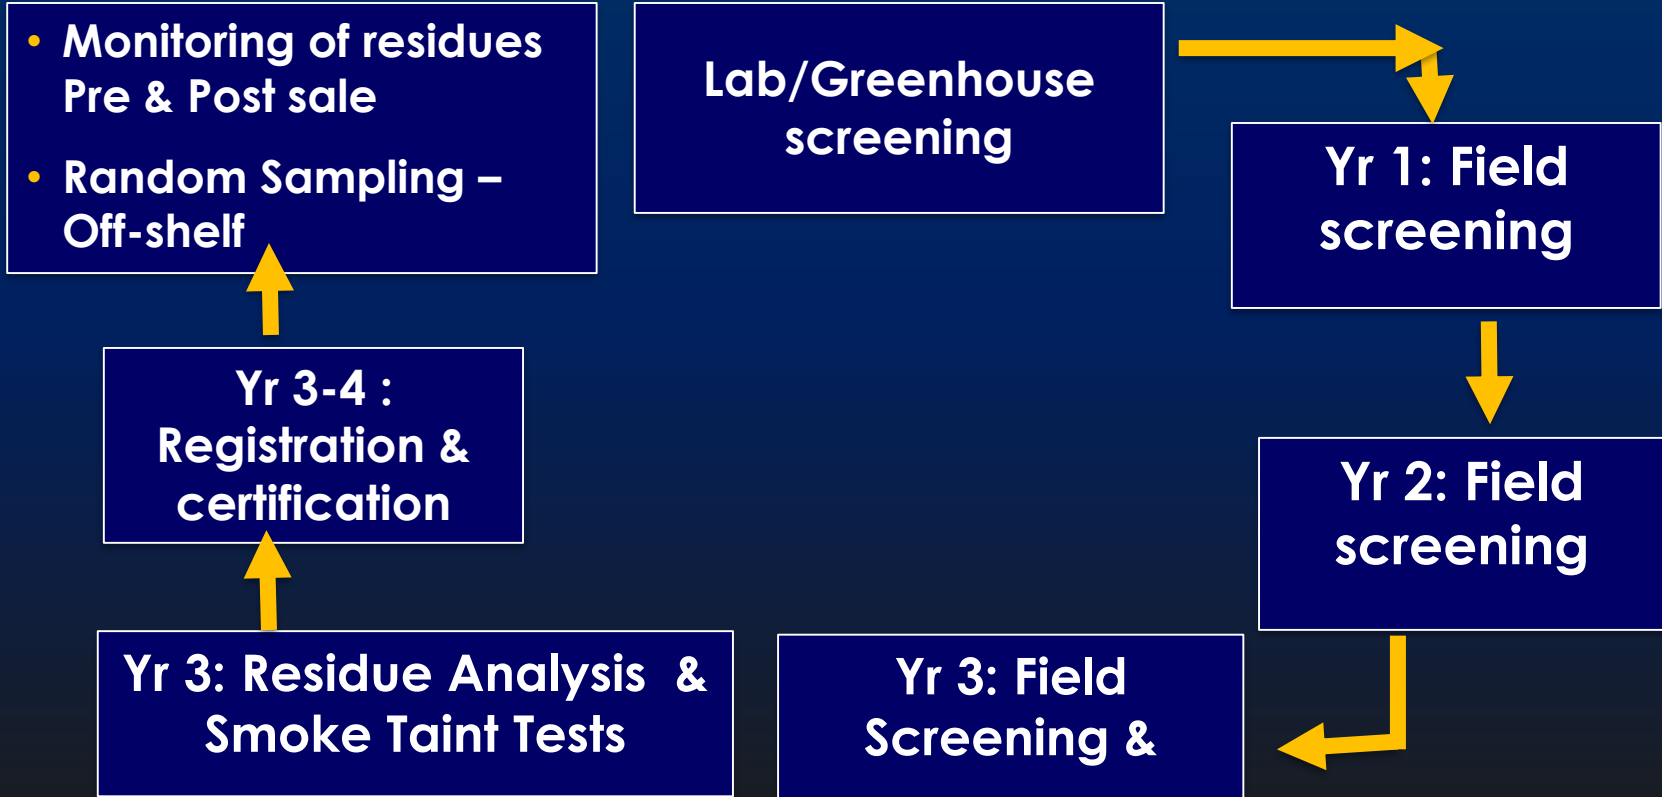 • Monitoring of residues
Pre & Post sale
• Random Sampling –
Off-shelf
Lab/Greenhouse
screening
Yr 1: Field
screening
Yr 2: Field
screening
Yr 3: Field
Screening &
Yr 3: Residue Analysis &
Smoke Taint Tests
Yr 3-4 :
Registration &
certification